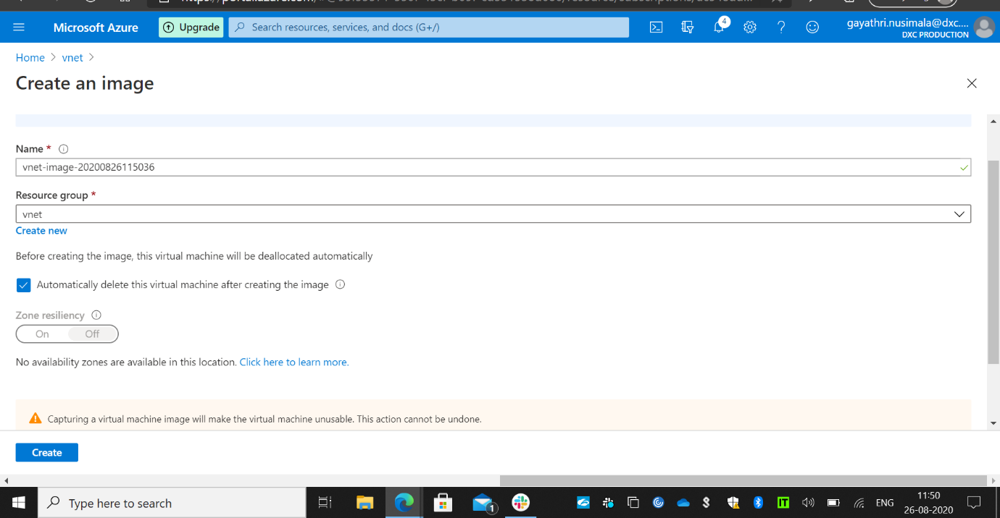 Microsoft Azure
Upgrade
Search resources, services, and docs (G+/)
4
gayathri.nusimala@dxc....
DXC PRODUCTION
Home > vnet >
Create an image
Name *
vnet-image-20200826115036
Resource group *
vnet
Create new
Before creating the image, this virtual machine will be deallocated automatically
Automatically delete this virtual machine after creating the image
Zone resiliency
On Off
No availability zones are available in this location. Click here to learn more.
Capturing a virtual machine image will make the virtual machine unusable. This action cannot be undone.
Create
Type here to search
1
ENG
11:50
26-08-2020